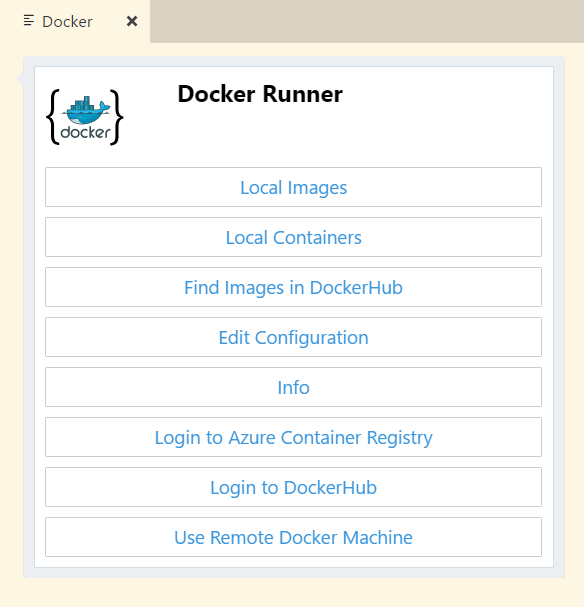 Docker
Docker Runner
docker
Local Images
Local Containers
Find Images in DockerHub
Edit Configuration
Info
Login to Azure Container Registry
Login to DockerHub
Use Remote Docker Machine